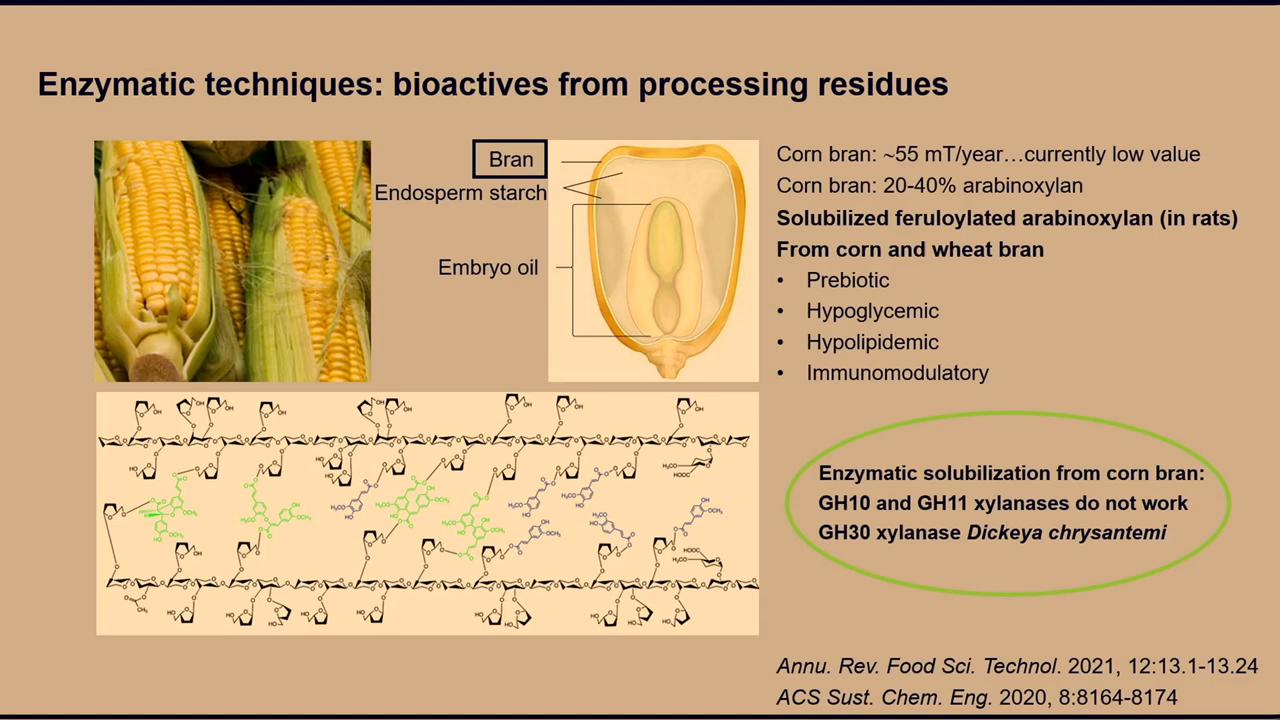 Enzymatic techniques: bioactives from processing residues
Bran
Endosperm starch
Embryo oil
Corn bran: ~55 mT/year…currently low value
Corn bran: 20-40% arabinoxylan
Solubilized feruloylated arabinoxylan (in rats)
From corn and wheat bran
• Prebiotic
• Hypoglycemic
• Hypolipidemic
• Immunomodulatory
Enzymatic solubilization from corn bran:
GH10 and GH11 xylanases do not work
GH30 xylanase Dickeya chrysantemi
Annu. Rev. Food Sci. Technol. 2021, 12:13.1-13.24
ACS Sust. Chem. Eng. 2020, 8:8164-8174